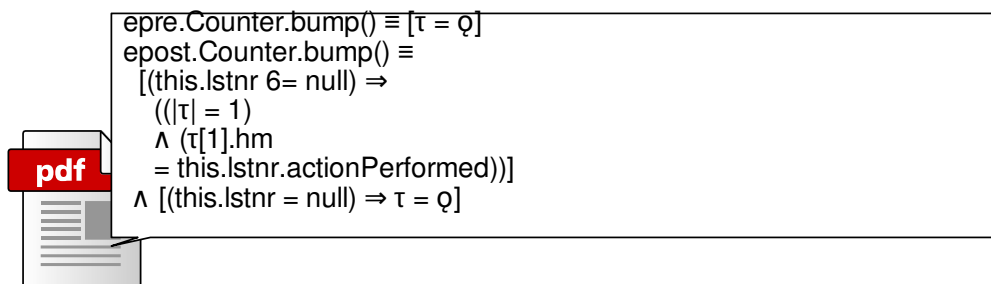 epre.Counter.bump() ≡ [τ = ǫ]
epost.Counter.bump() ≡
[(this.lstnr 6= null) ⇒
((|τ| = 1)
∧ (τ[1].hm
= this.lstnr.actionPerformed))]
∧ [(this.lstnr = null) ⇒ τ = ǫ]
pdf